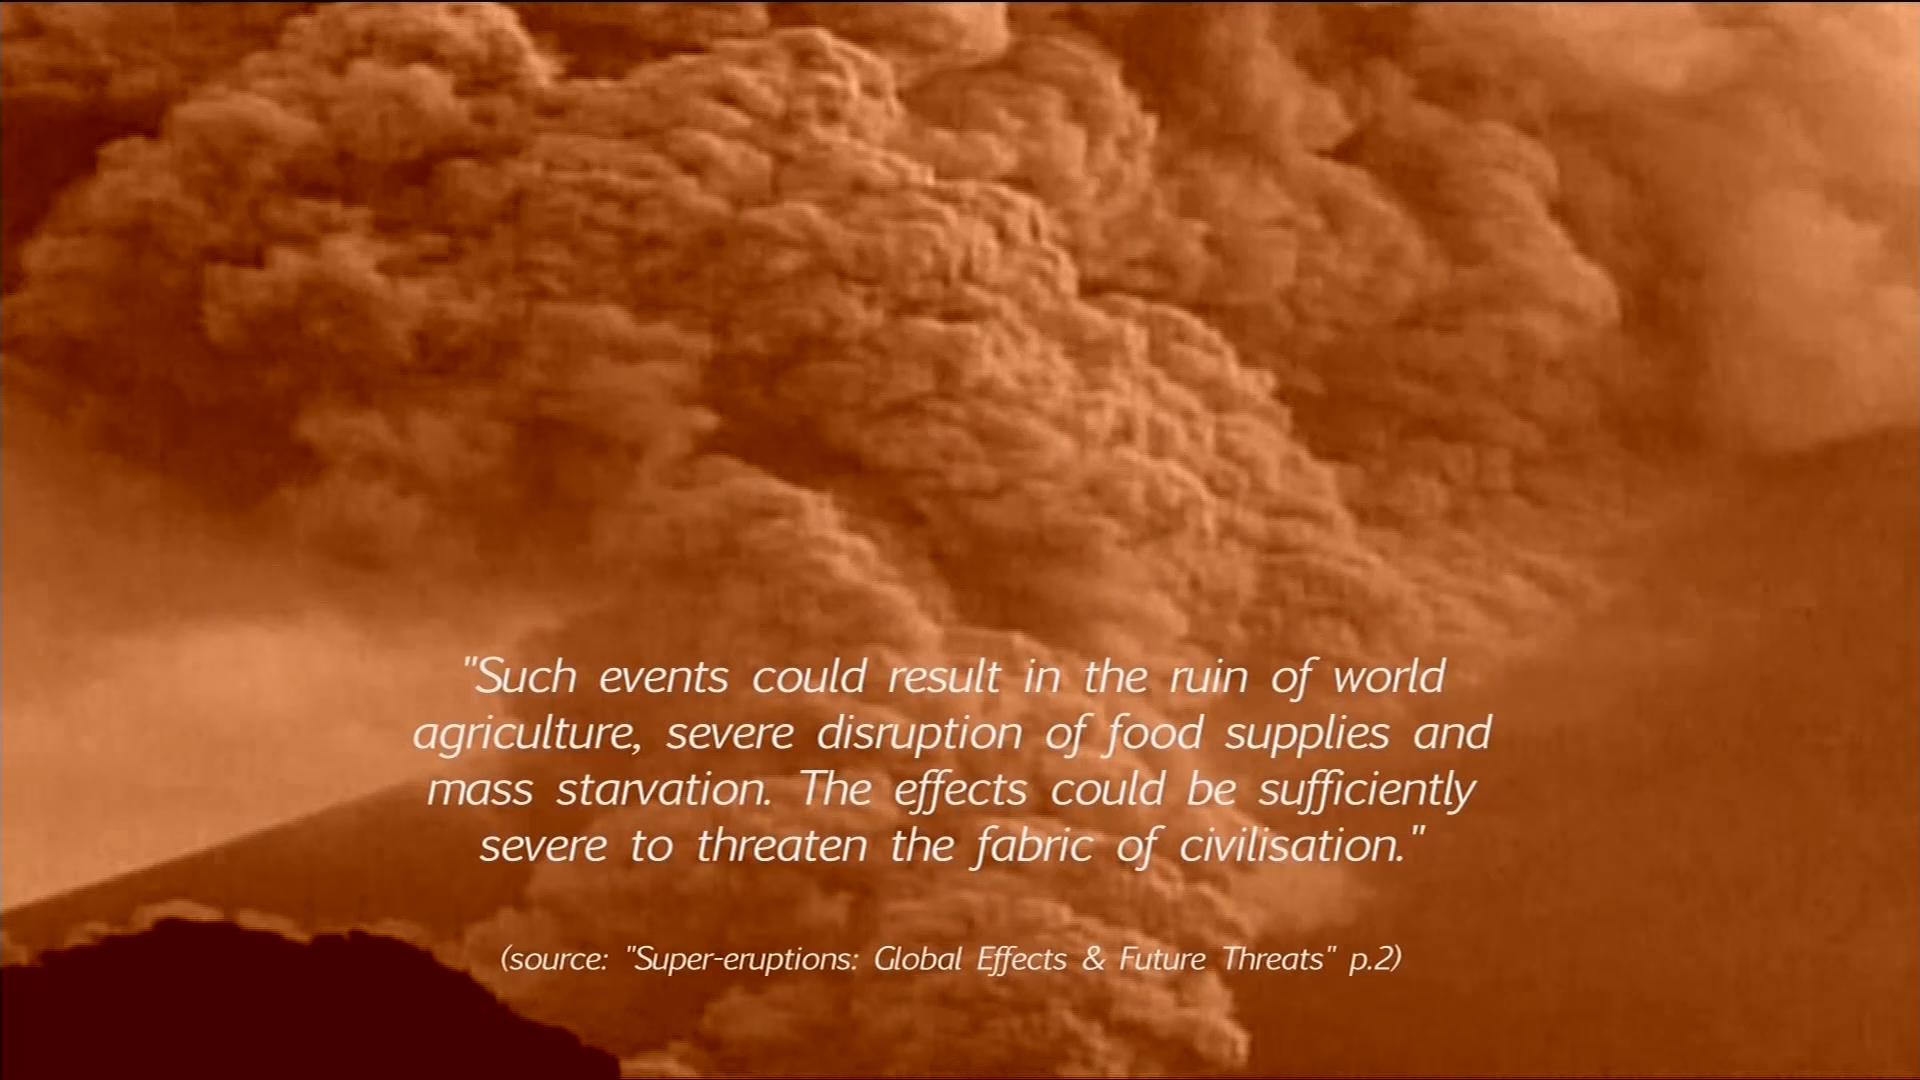 "Such events could result in the ruin of world
agriculture, severe disruption of food supplies and
mass starvation. The effects could be sufficiently
severe to threaten the fabric of civilisation."
(source: "Super-eruptions: Global Effects & Future Threats" p.2)